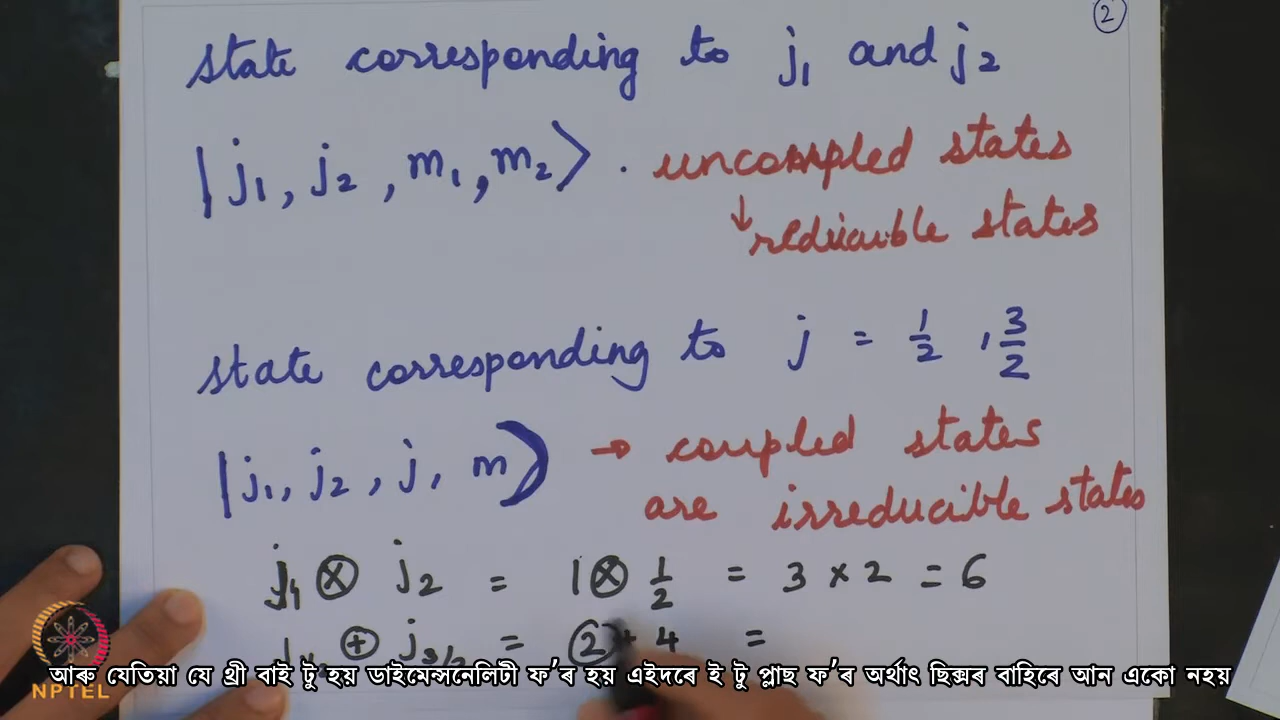 2
state corresponding to j1 and j2
|j1, j2, m1, m2⟩. uncoupled states
↓ reducible states
state corresponding to j = 1/2, 3/2
|j1, j2, j, m) → coupled states
are irreducible states
j1 ⊗ j2 = 1 ⊗ 1/2 = 3 × 2 = 6
⊕ j3/2 = 2 + 4 =
আৰু যেতিয়া যে থ্ৰী বাই টু হয় ডাইমেন্সনেলিটী ফ’ৰ হয় এইদৰে ই টু প্লাছ ফ’ৰ অৰ্থাৎ ছিক্সৰ বাহিৰে আন একো নহয়
NPTEL